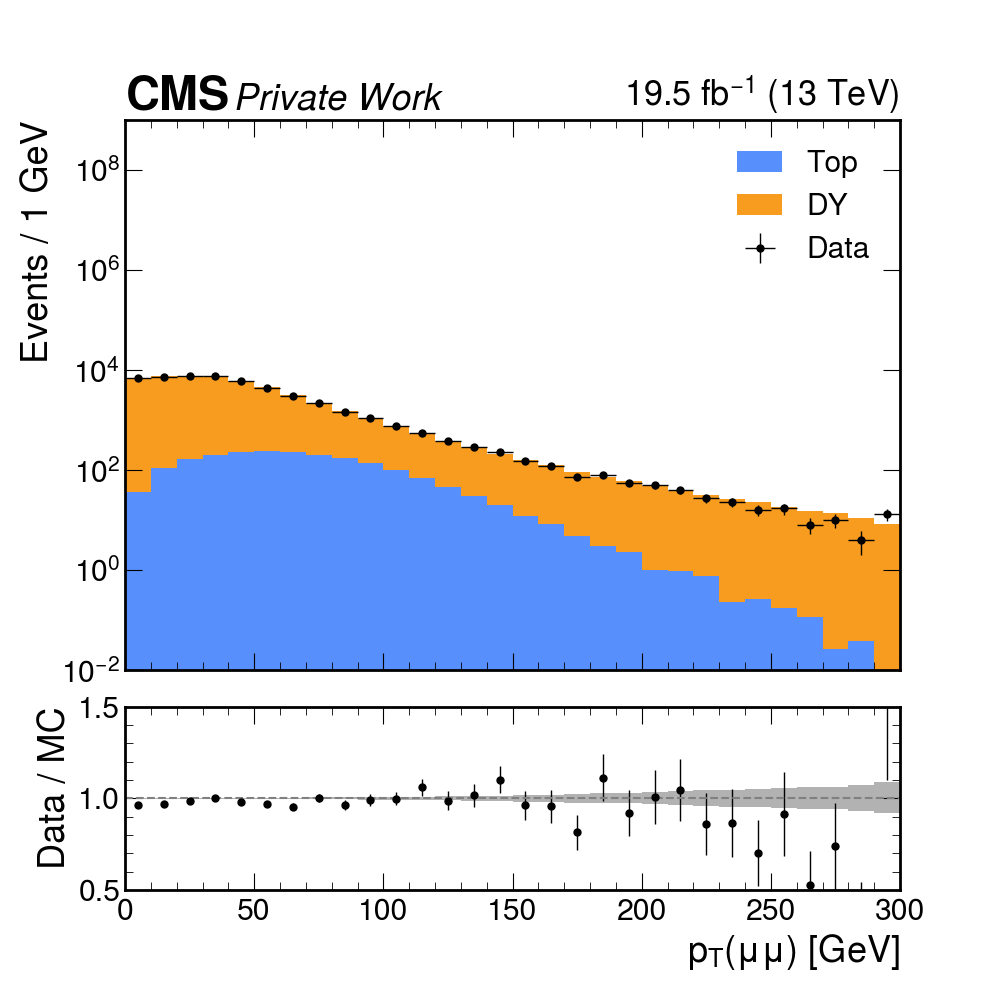 CMS Private Work 19.5 fb⁻¹ (13 TeV)
Events / 1 GeV
10⁸
10⁶
10⁴
10²
10⁰
10⁻²
Top
DY
Data
Data / MC
1.5
1.0
0.5
0 50 100 150 200 250 300
p_T(μμ) [GeV]